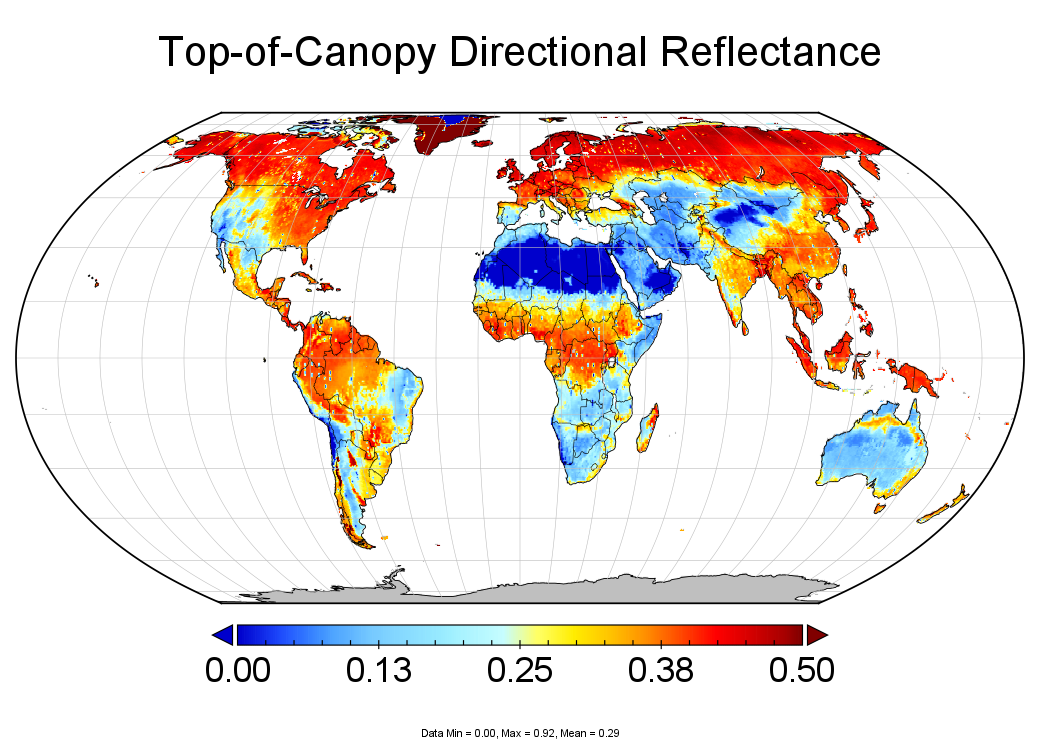 Top-of-Canopy Directional Reflectance
0.00 0.13 0.25 0.38 0.50
Data Min = 0.00, Max = 0.92, Mean = 0.29